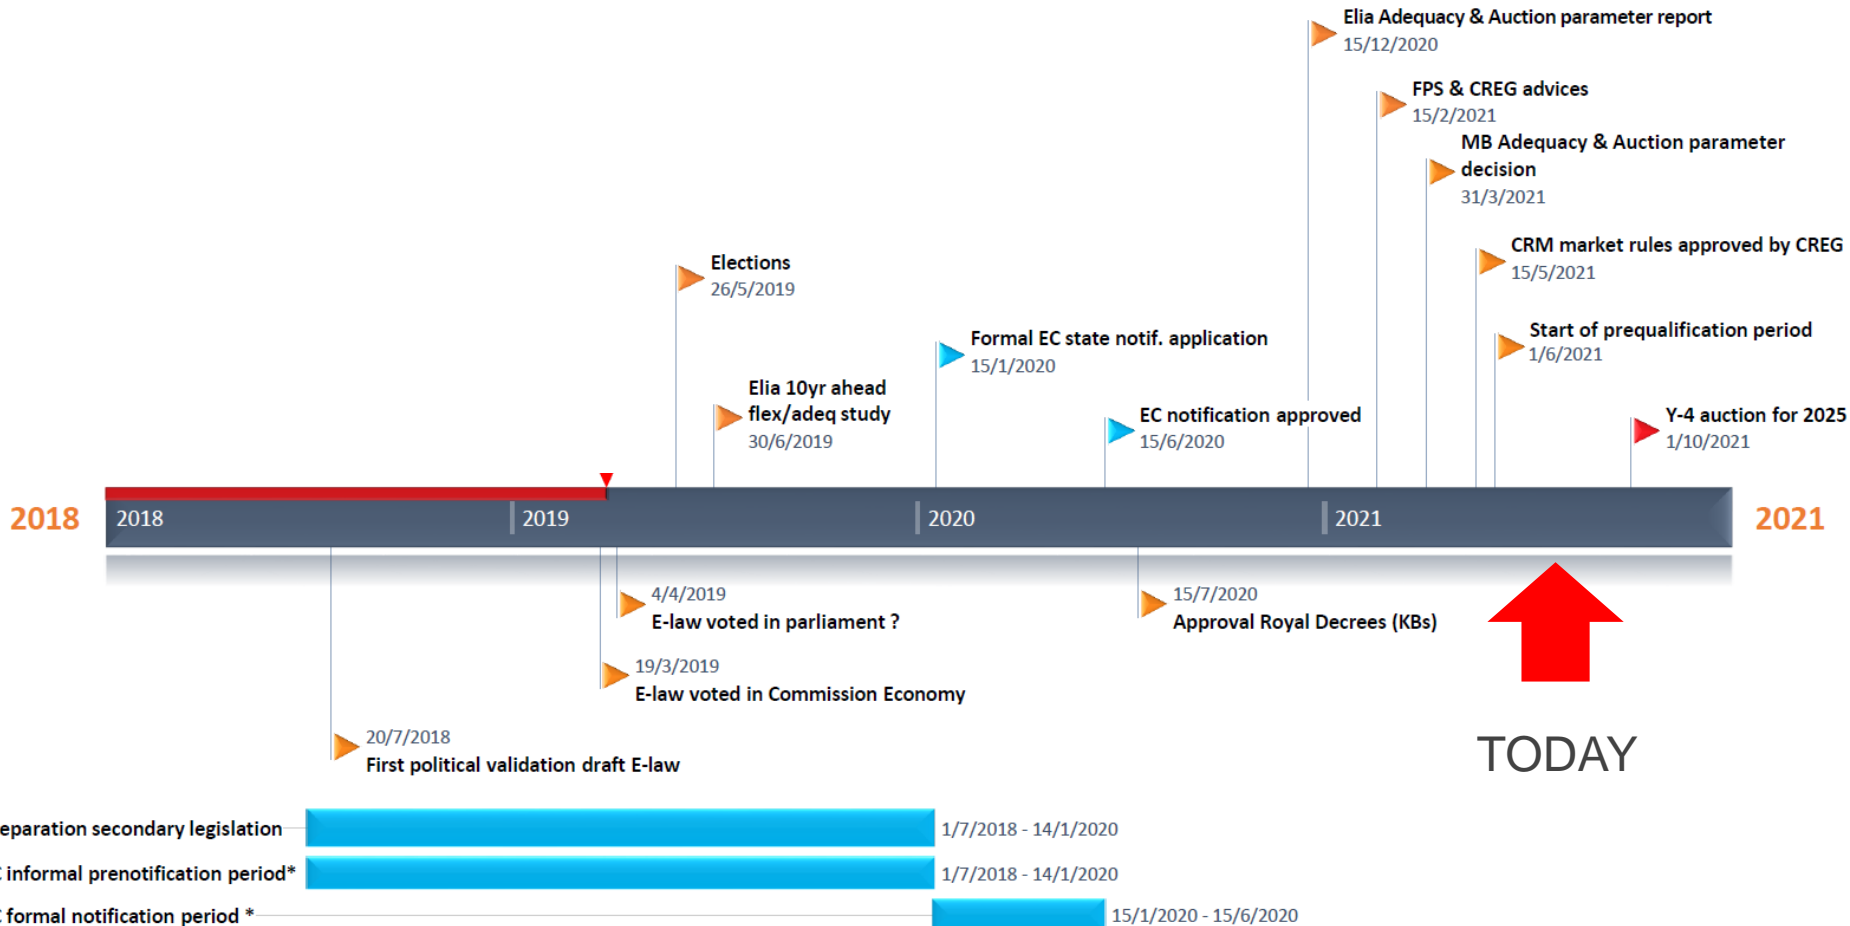 Elia Adequacy & Auction parameter report
15/12/2020
FPS & CREG advices
15/2/2021
MB Adequacy & Auction parameter
decision
31/3/2021
CRM market rules approved by CREG
15/5/2021
Elections
26/5/2019
Start of prequalification period
1/6/2021
Formal EC state notif. application
15/1/2020
Elia 10yr ahead
flex/adeq study
30/6/2019
EC notification approved
15/6/2020
Y-4 auction for 2025
1/10/2021
2018
2018
2019
2020
2021
2021
4/4/2019
E-law voted in parliament ?
15/7/2020
Approval Royal Decrees (KBs)
19/3/2019
E-law voted in Commission Economy
20/7/2018
First political validation draft E-law
TODAY
eparation secondary legislation
1/7/2018 - 14/1/2020
C informal prenotification period*
1/7/2018 - 14/1/2020
C formal notification period *
15/1/2020 - 15/6/2020